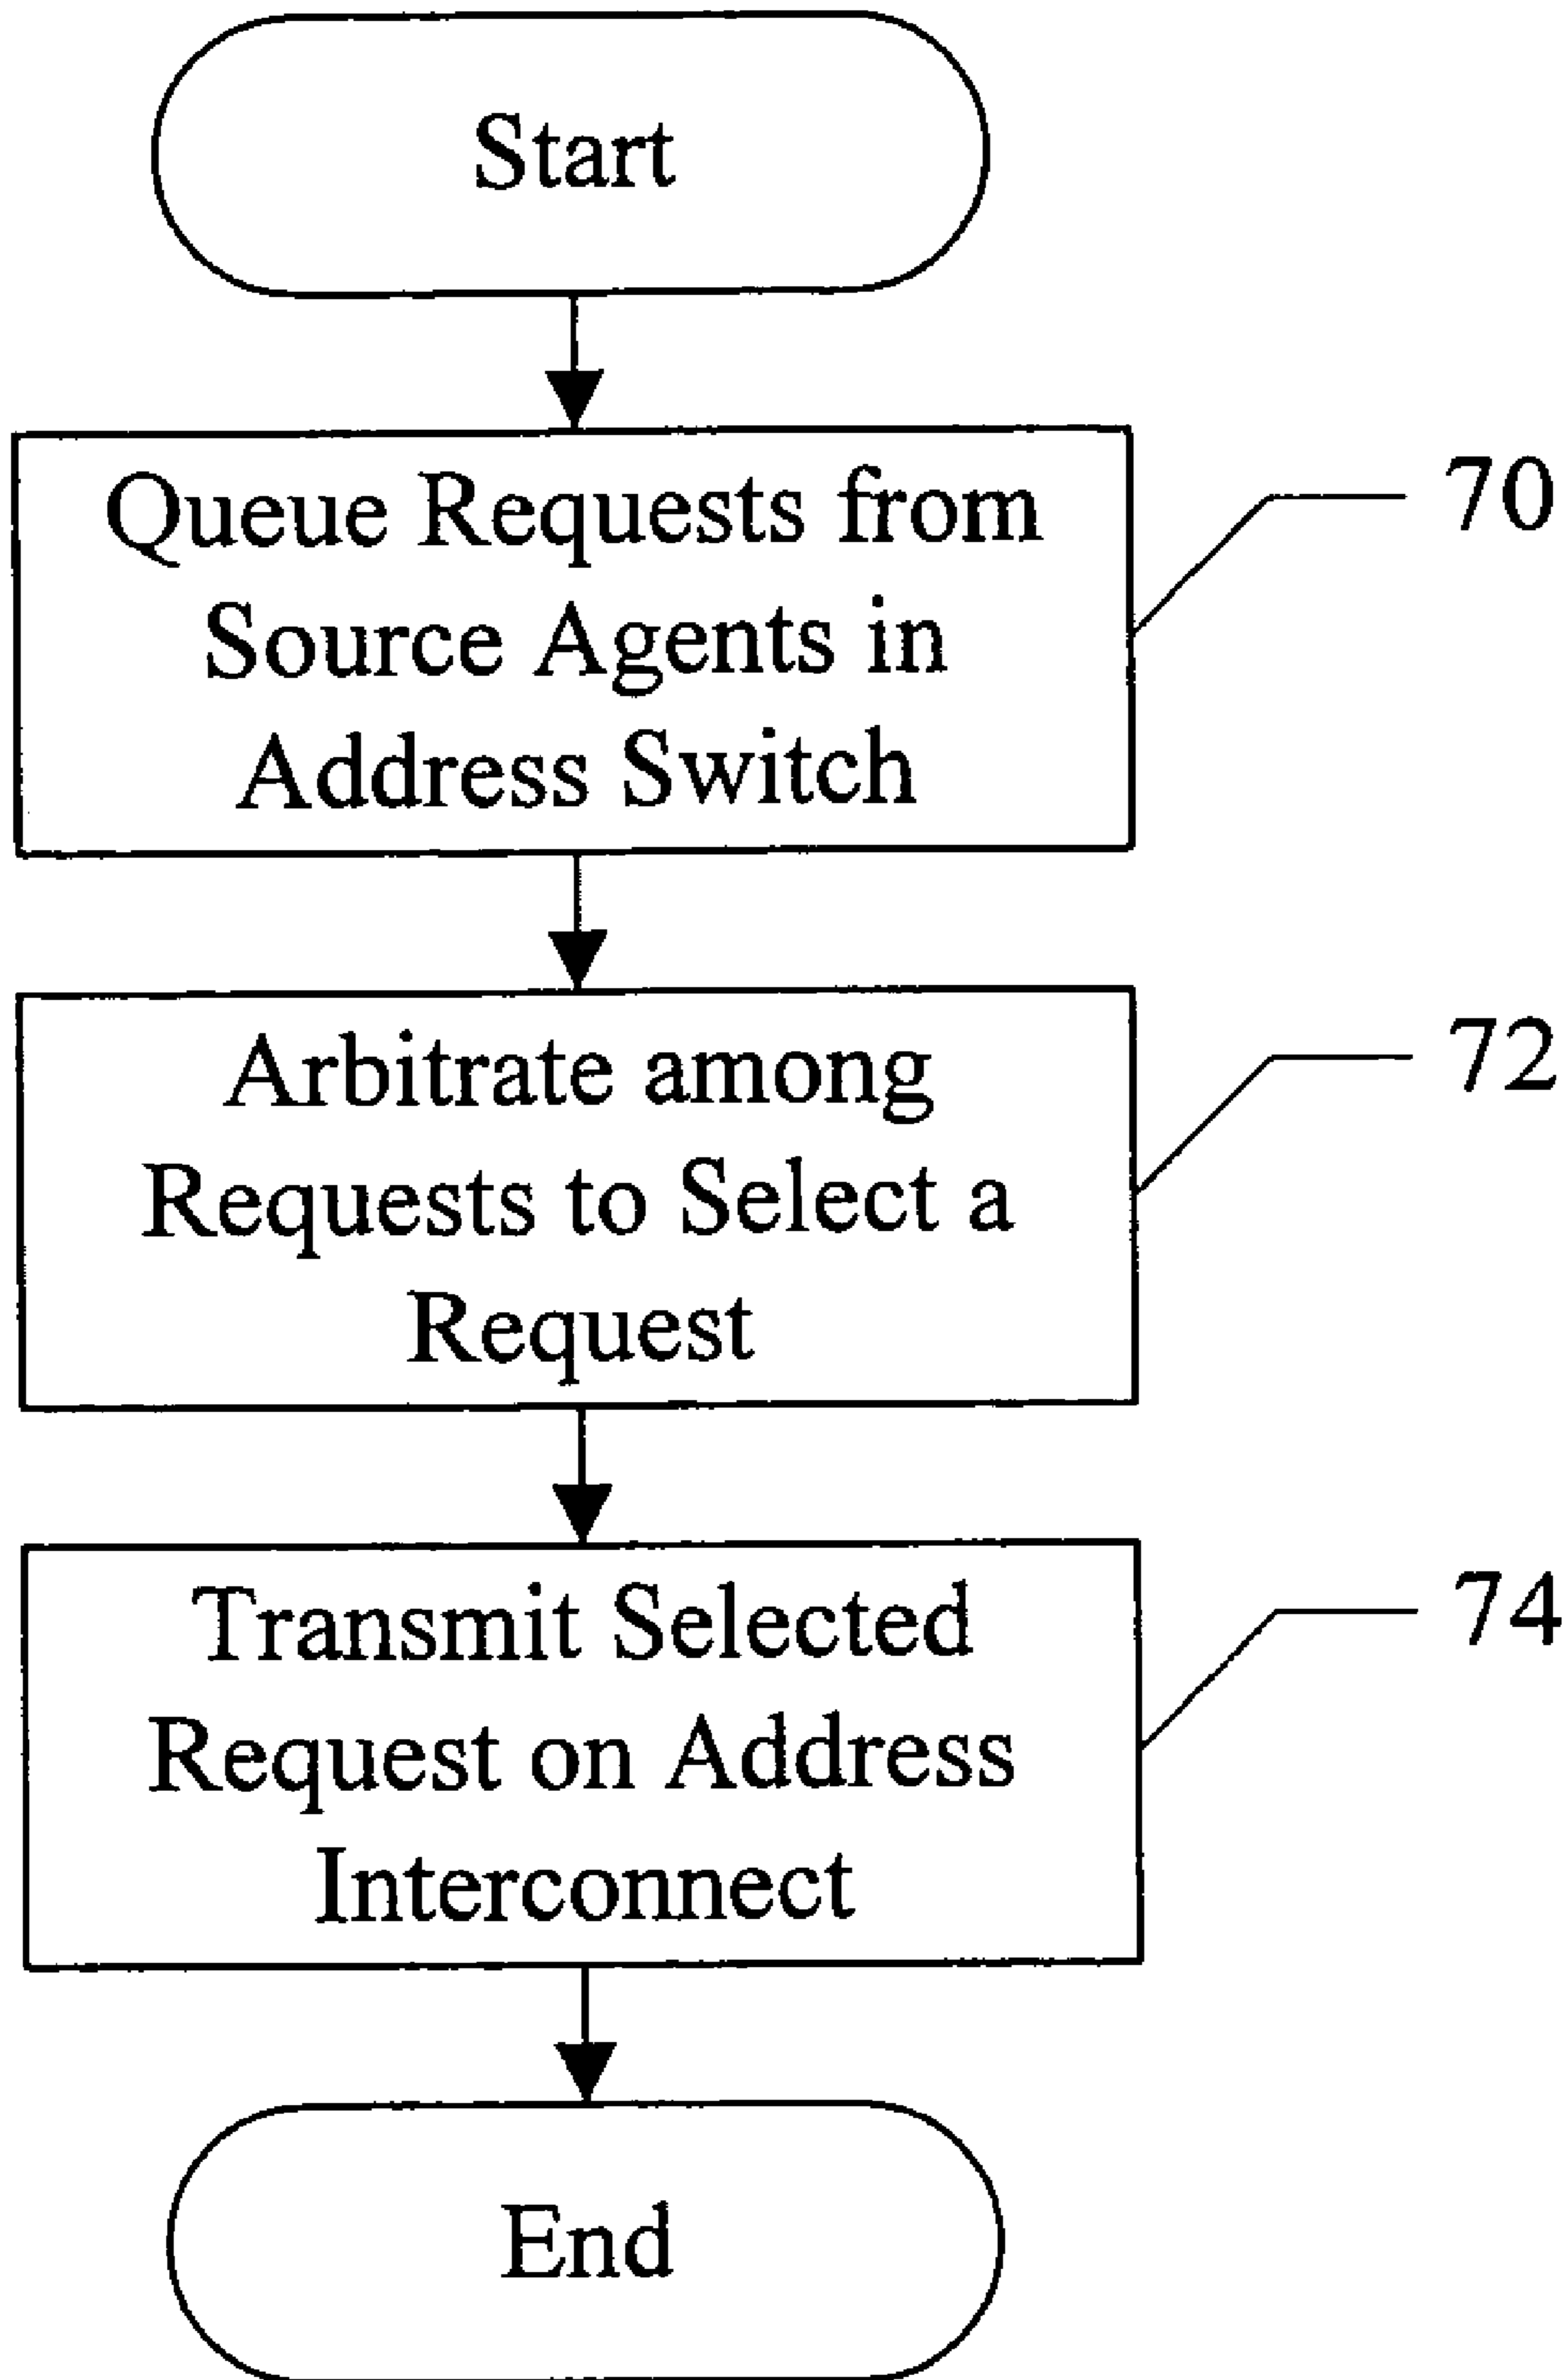 Start
Queue Requests from
Source Agents in
Address Switch
70
Arbitrate among
Requests to Select a
Request
72
Transmit Selected
Request on Address
Interconnect
74
End